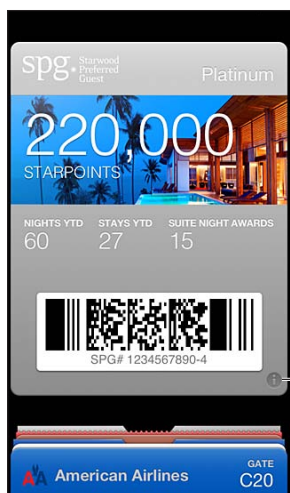 spg. Starwood
Preferred
Guest
Platinum
220,000
STARPOINTS
NIGHTS YTD STAYS YTD SUITE NIGHT AWARDS
60 27 15
SPG# 1234567890-4
i
AA American Airlines
GATE
C20